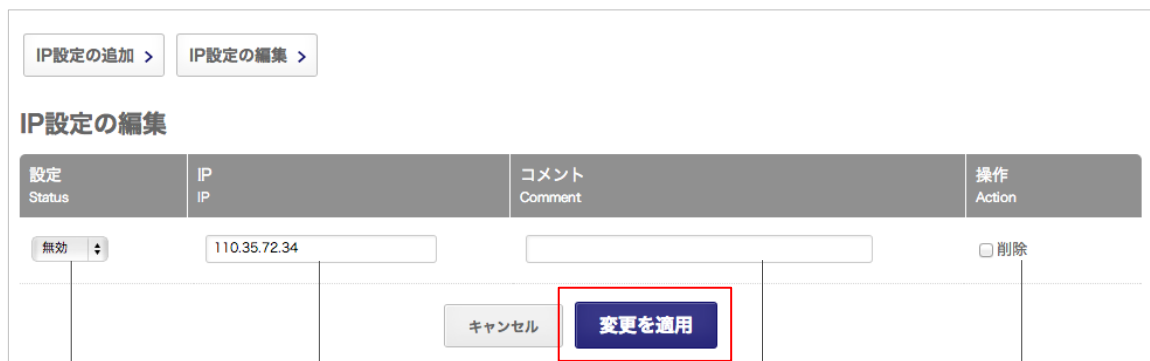 IP設定の追加 >
IP設定の編集 >
IP設定の編集
設定
Status
IP
IP
コメント
Comment
操作
Action
無効
110.35.72.34
削除
キャンセル
変更を適用